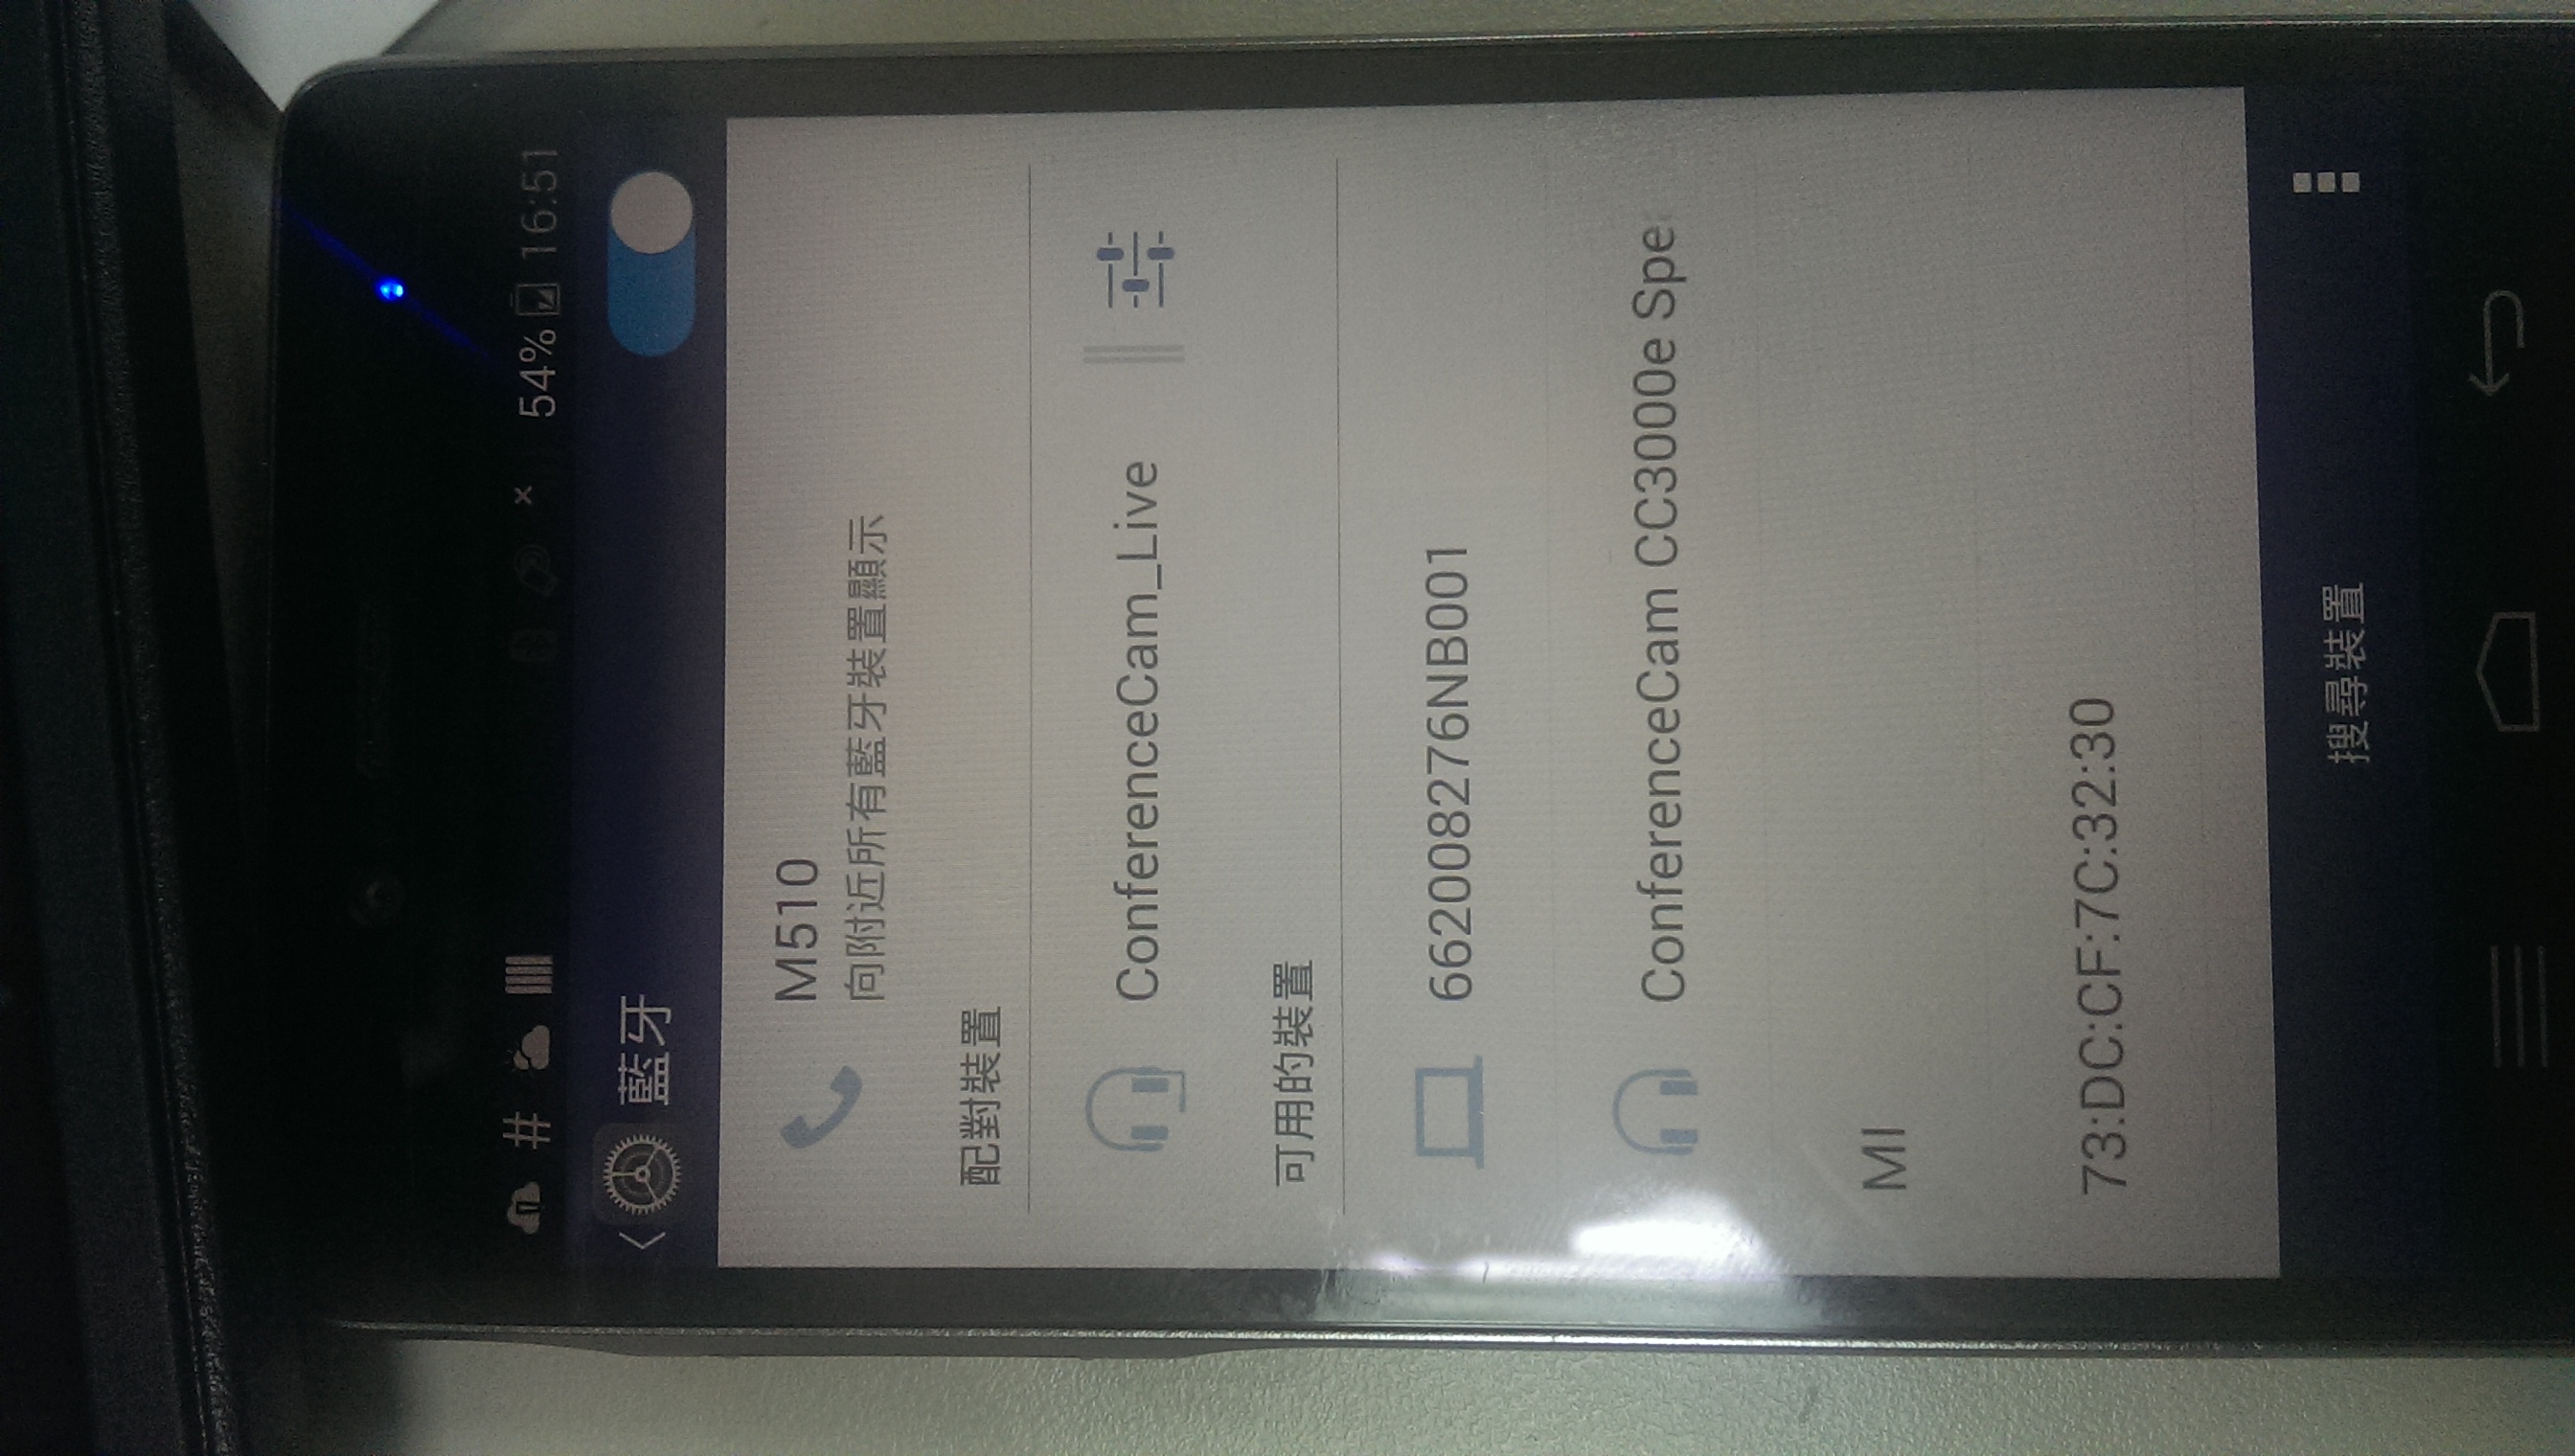 54% 16:51
藍牙
M510
向附近所有藍牙裝置顯示
配對裝置
ConferenceCam_Live
可用的裝置
6620008276NB001
ConferenceCam CC3000e Spe
MI
73:DC:CF:7C:32:30
搜尋裝置